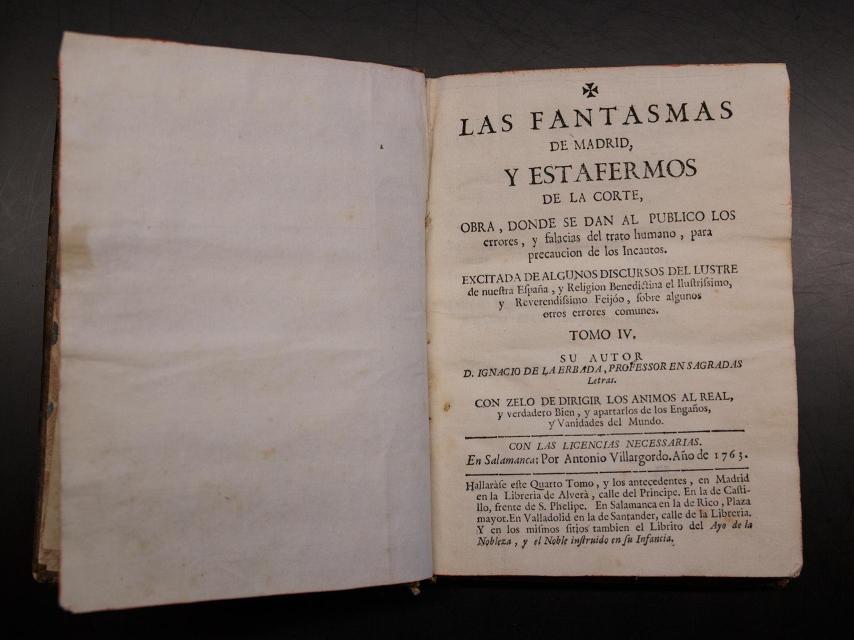 ✠
LAS FANTASMAS
DE MADRID,
Y ESTAFERMOS
DE LA CORTE,
OBRA, DONDE SE DAN AL PUBLICO LOS
errores, y falacias del trato humano, para
precaucion de los Incautos.
EXCITADA DE ALGUNOS DISCURSOS DEL LUSTRE
de nueſtra Eſpaña, y Religion Benedictina el Iluſtriſsimo,
y Reverendiſsimo Feijóo, ſobre algunos
otros errores comunes.
TOMO IV.
SU AUTOR
D. IGNACIO DE LA ERBADA, PROFESSOR EN SAGRADAS
Letras.
CON ZELO DE DIRIGIR LOS ANIMOS AL REAL,
y verdadero Bien, y apartarlos de los Engaños,
y Vanidades del Mundo.
CON LAS LICENCIAS NECESSARIAS.
En Salamanca: Por Antonio Villargordo. Año de 1763.
Hallaràſe eſte Quarto Tomo, y los antecedentes, en Madrid
en la Libreria de Alverà, calle del Principe. En la de Caſti-
llo, frente de S. Phelipe. En Salamanca en la de Rico, Plaza
mayor. En Valladolid en la de Santander, calle de la Libreria.
Y en los miſmos ſitios tambien el Librito del Ayo de la
Nobleza, y el Noble inſtruido en ſu Infancia.